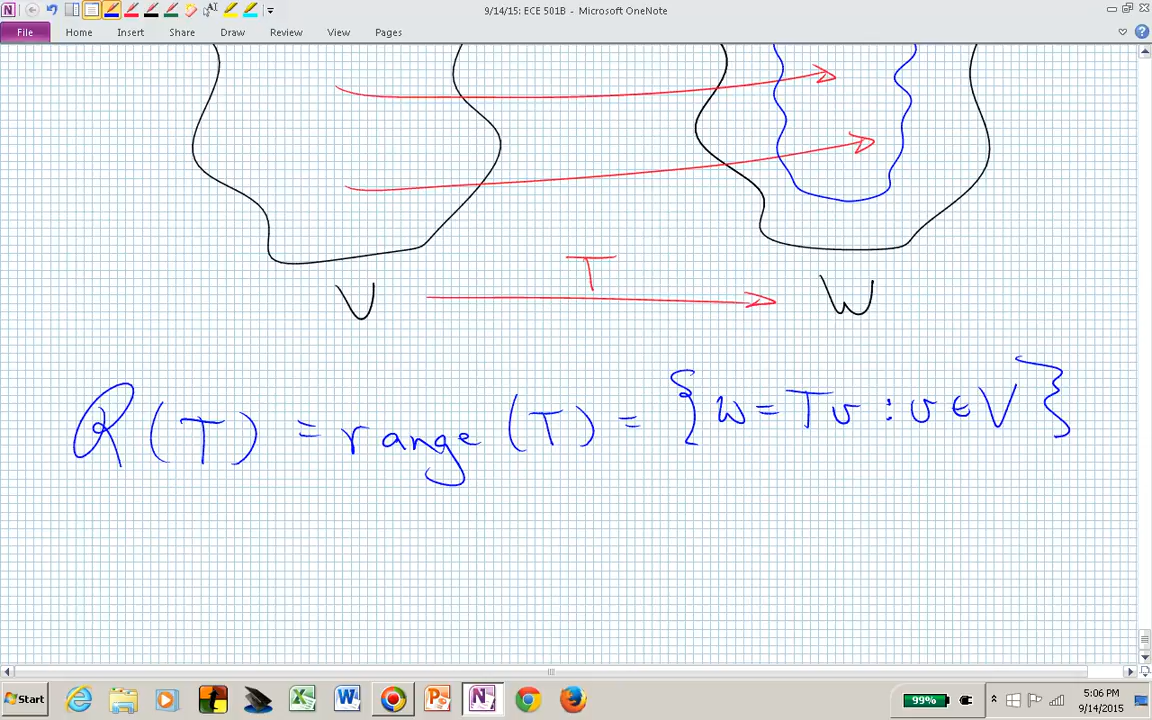 9/14/15: ECE 501B - Microsoft OneNote
File Home Insert Share Draw Review View Pages
T
V W
R(T) = range(T) = {w = Tv : v ∈ V}
Start
99%
5:06 PM
9/14/2015